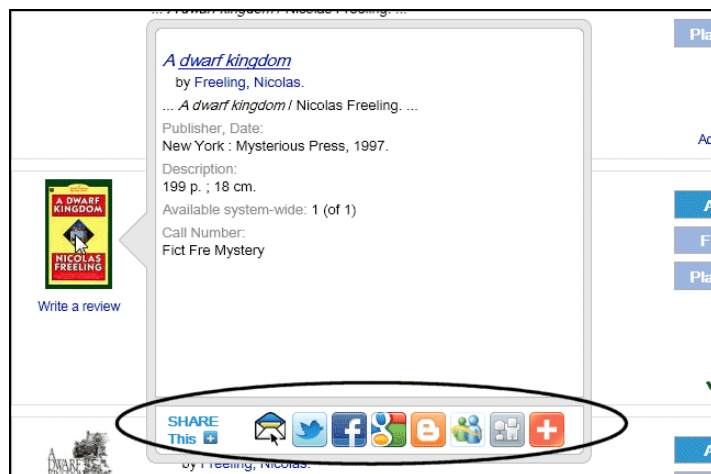 A dwarf kingdom
by Freeling, Nicolas.
... A dwarf kingdom / Nicolas Freeling. ...
Publisher, Date:
New York : Mysterious Press, 1997.
Description:
199 p. ; 18 cm.
Available system-wide: 1 (of 1)
Call Number:
Fict Fre Mystery
A DWARF
KINGDOM
NICOLAS
FREELING
Write a review
SHARE
This
by Freeling, Nicolas.